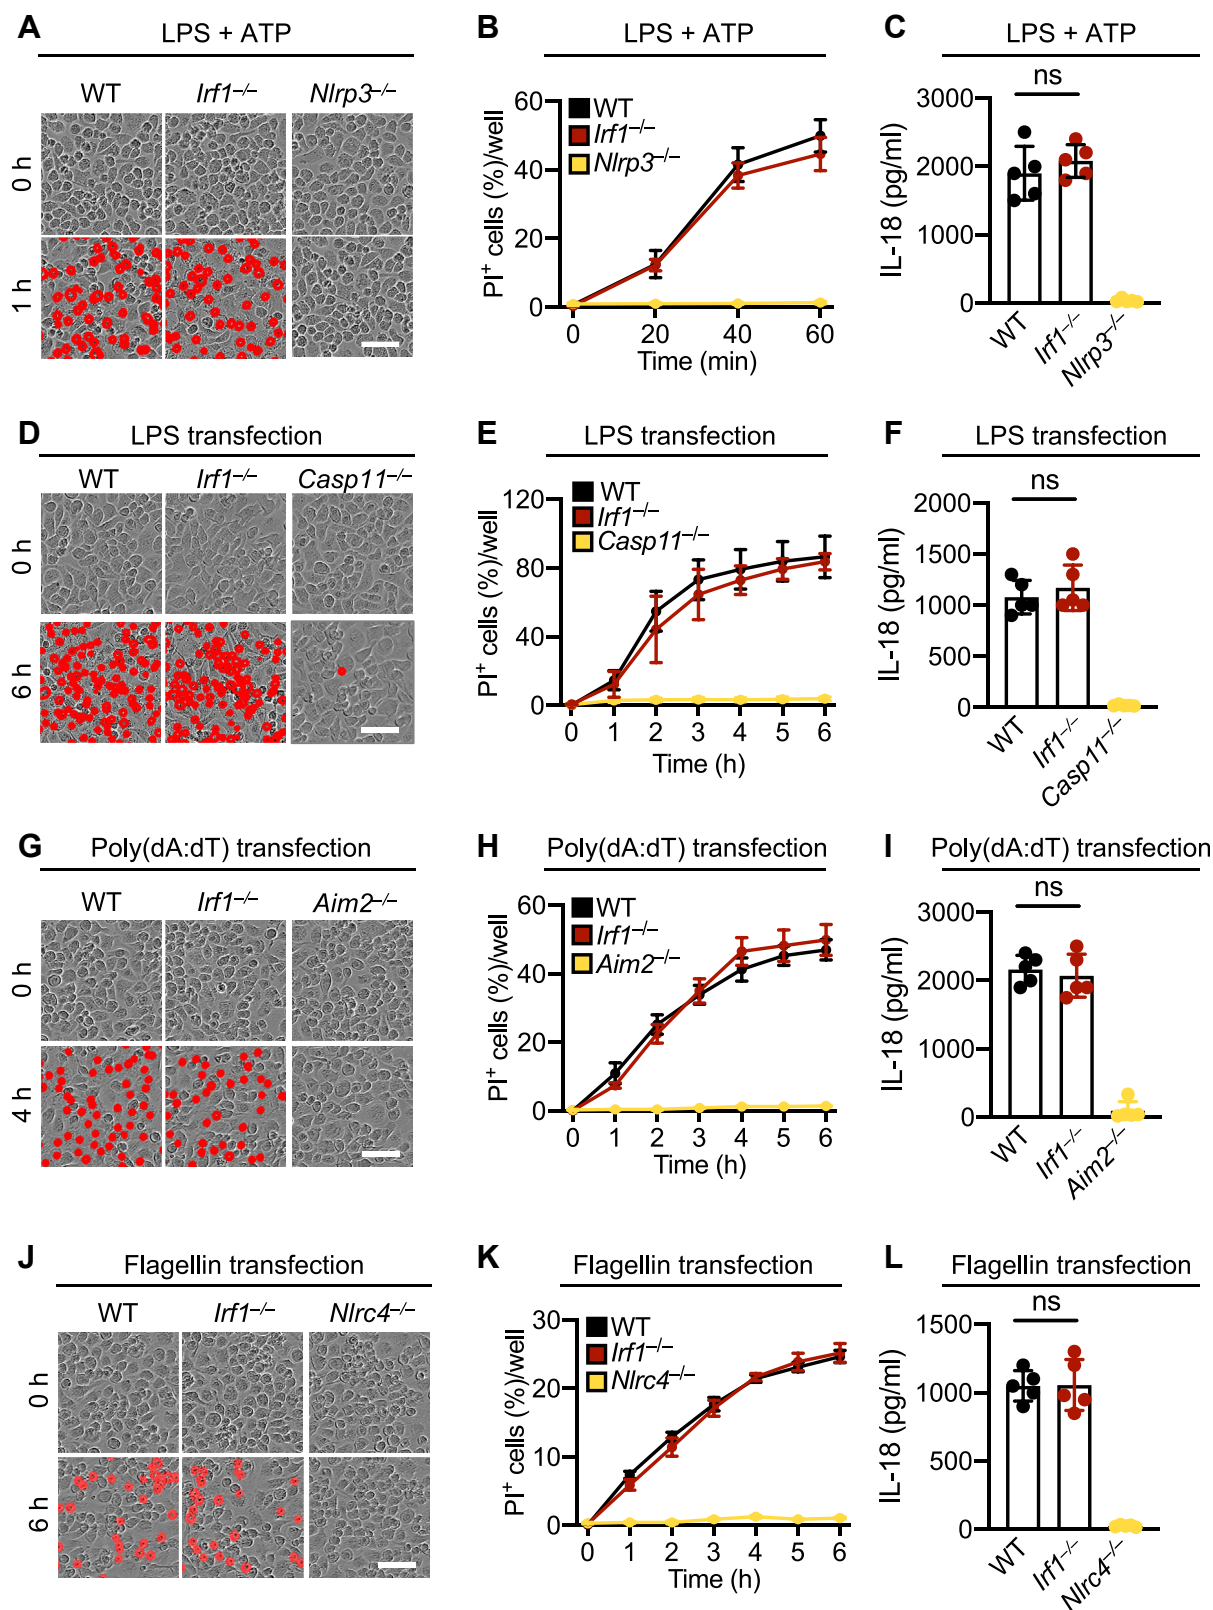 A
LPS + ATP
WT Irf1–/– Nlrp3–/–
0 h
1 h
B
LPS + ATP
PI+ cells (%)/well
60
40
20
0
WT
Irf1–/–
Nlrp3–/–
0 20 40 60
Time (min)
C
LPS + ATP
ns
IL-18 (pg/ml)
3000
2000
1000
0
WT
Irf1–/–
Nlrp3–/–
D
LPS transfection
WT Irf1–/– Casp11–/–
0 h
6 h
E
LPS transfection
PI+ cells (%)/well
120
80
40
0
WT
Irf1–/–
Casp11–/–
0 1 2 3 4 5 6
Time (h)
F
LPS transfection
ns
IL-18 (pg/ml)
2000
1500
1000
500
0
WT
Irf1–/–
Casp11–/–
G
Poly(dA:dT) transfection
WT Irf1–/– Aim2–/–
0 h
4 h
H
Poly(dA:dT) transfection
PI+ cells (%)/well
60
40
20
0
WT
Irf1–/–
Aim2–/–
0 1 2 3 4 5 6
Time (h)
I
Poly(dA:dT) transfection
ns
IL-18 (pg/ml)
3000
2000
1000
0
WT
Irf1–/–
Aim2–/–
J
Flagellin transfection
WT Irf1–/– Nlrc4–/–
0 h
6 h
K
Flagellin transfection
PI+ cells (%)/well
30
20
10
0
WT
Irf1–/–
Nlrc4–/–
0 1 2 3 4 5 6
Time (h)
L
Flagellin transfection
ns
IL-18 (pg/ml)
1500
1000
500
0
WT
Irf1–/–
Nlrc4–/–